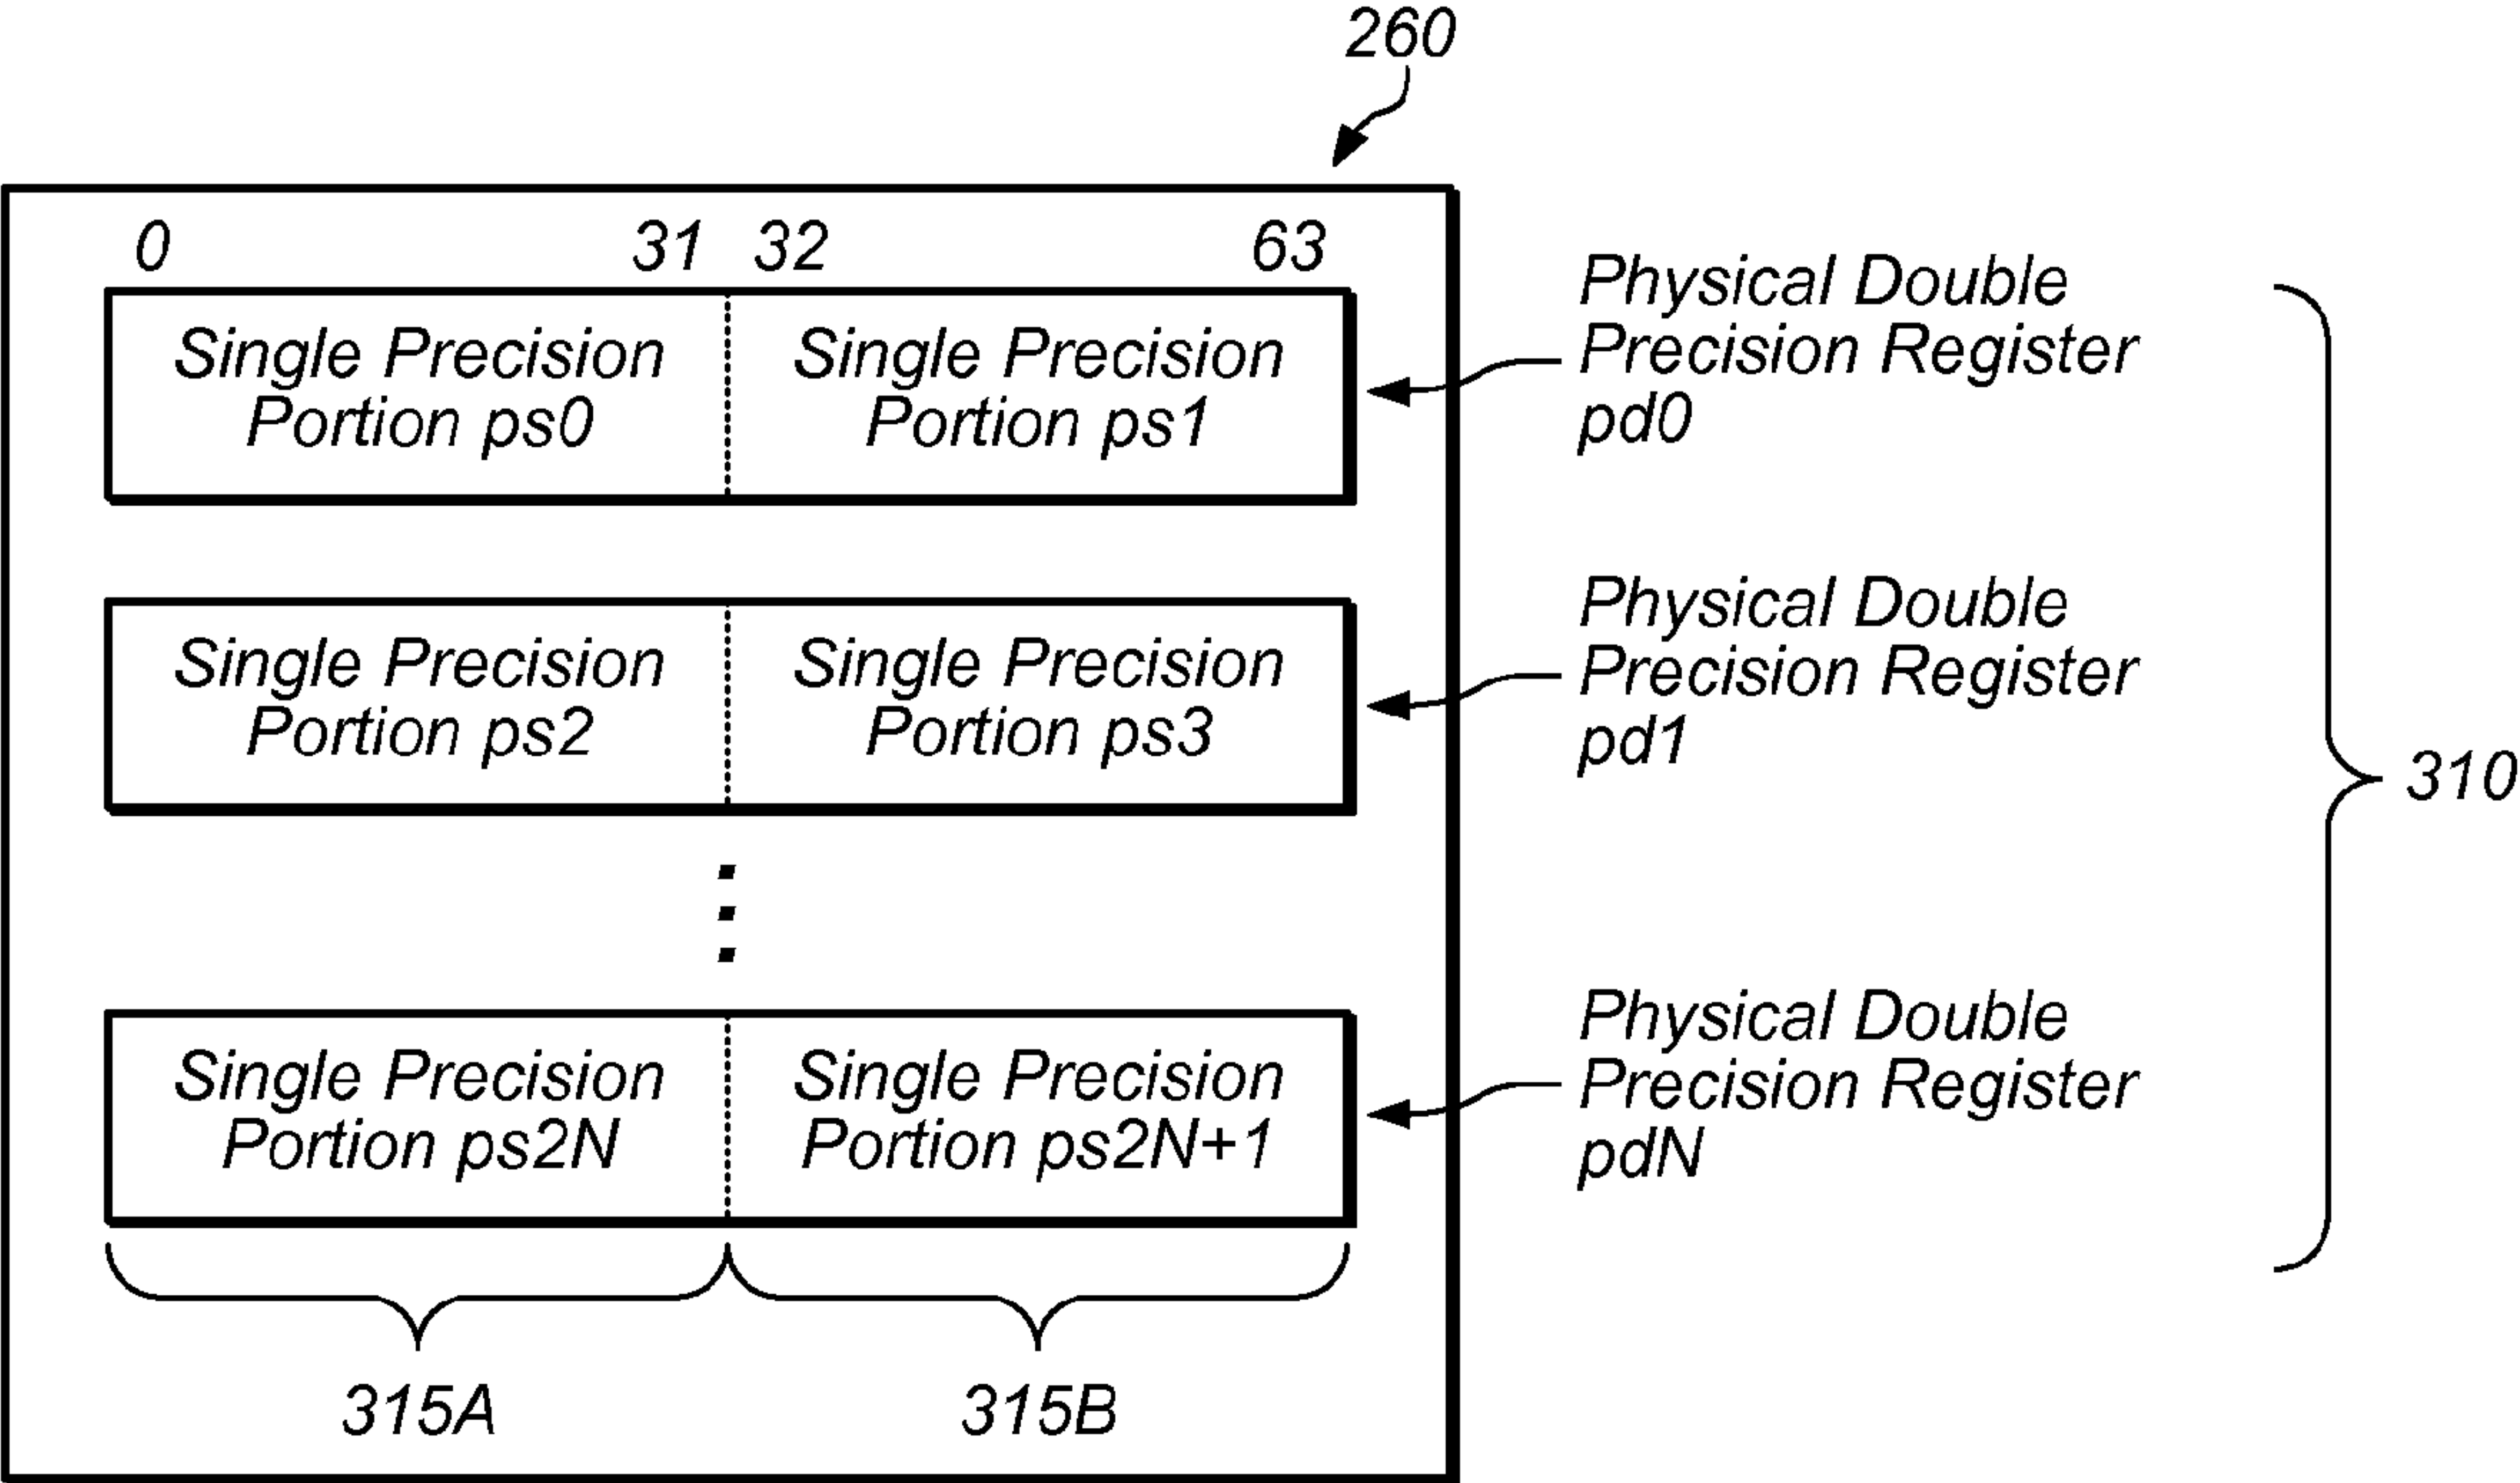 260
0 31 32 63
Single Precision
Portion ps0
Single Precision
Portion ps1
Physical Double
Precision Register
pd0
Single Precision
Portion ps2
Single Precision
Portion ps3
Physical Double
Precision Register
pd1
310
Single Precision
Portion ps2N
Single Precision
Portion ps2N+1
Physical Double
Precision Register
pdN
315A
315B